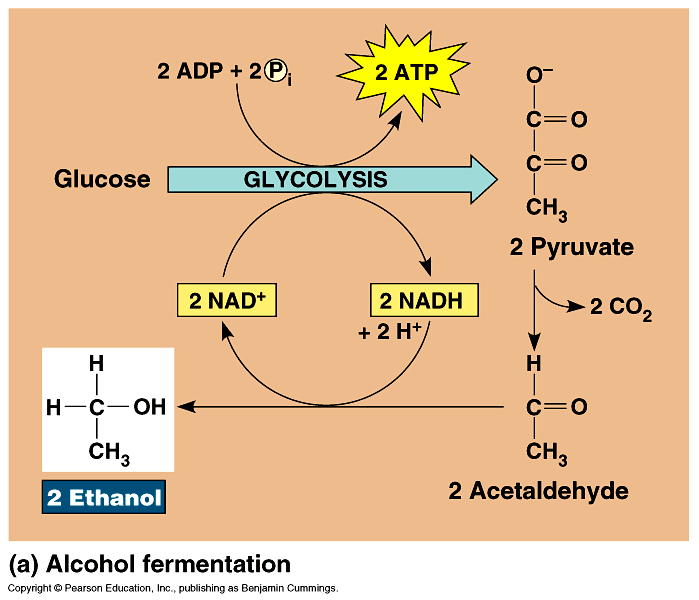 2 ADP + 2 Pi
2 ATP
O−
C=O
C=O
CH3
Glucose
GLYCOLYSIS
2 Pyruvate
2 NAD+
2 NADH
+ 2 H+
2 CO2
H
H—C—OH
CH3
2 Ethanol
H
C=O
CH3
2 Acetaldehyde
(a) Alcohol fermentation
Copyright © Pearson Education, Inc., publishing as Benjamin Cummings.